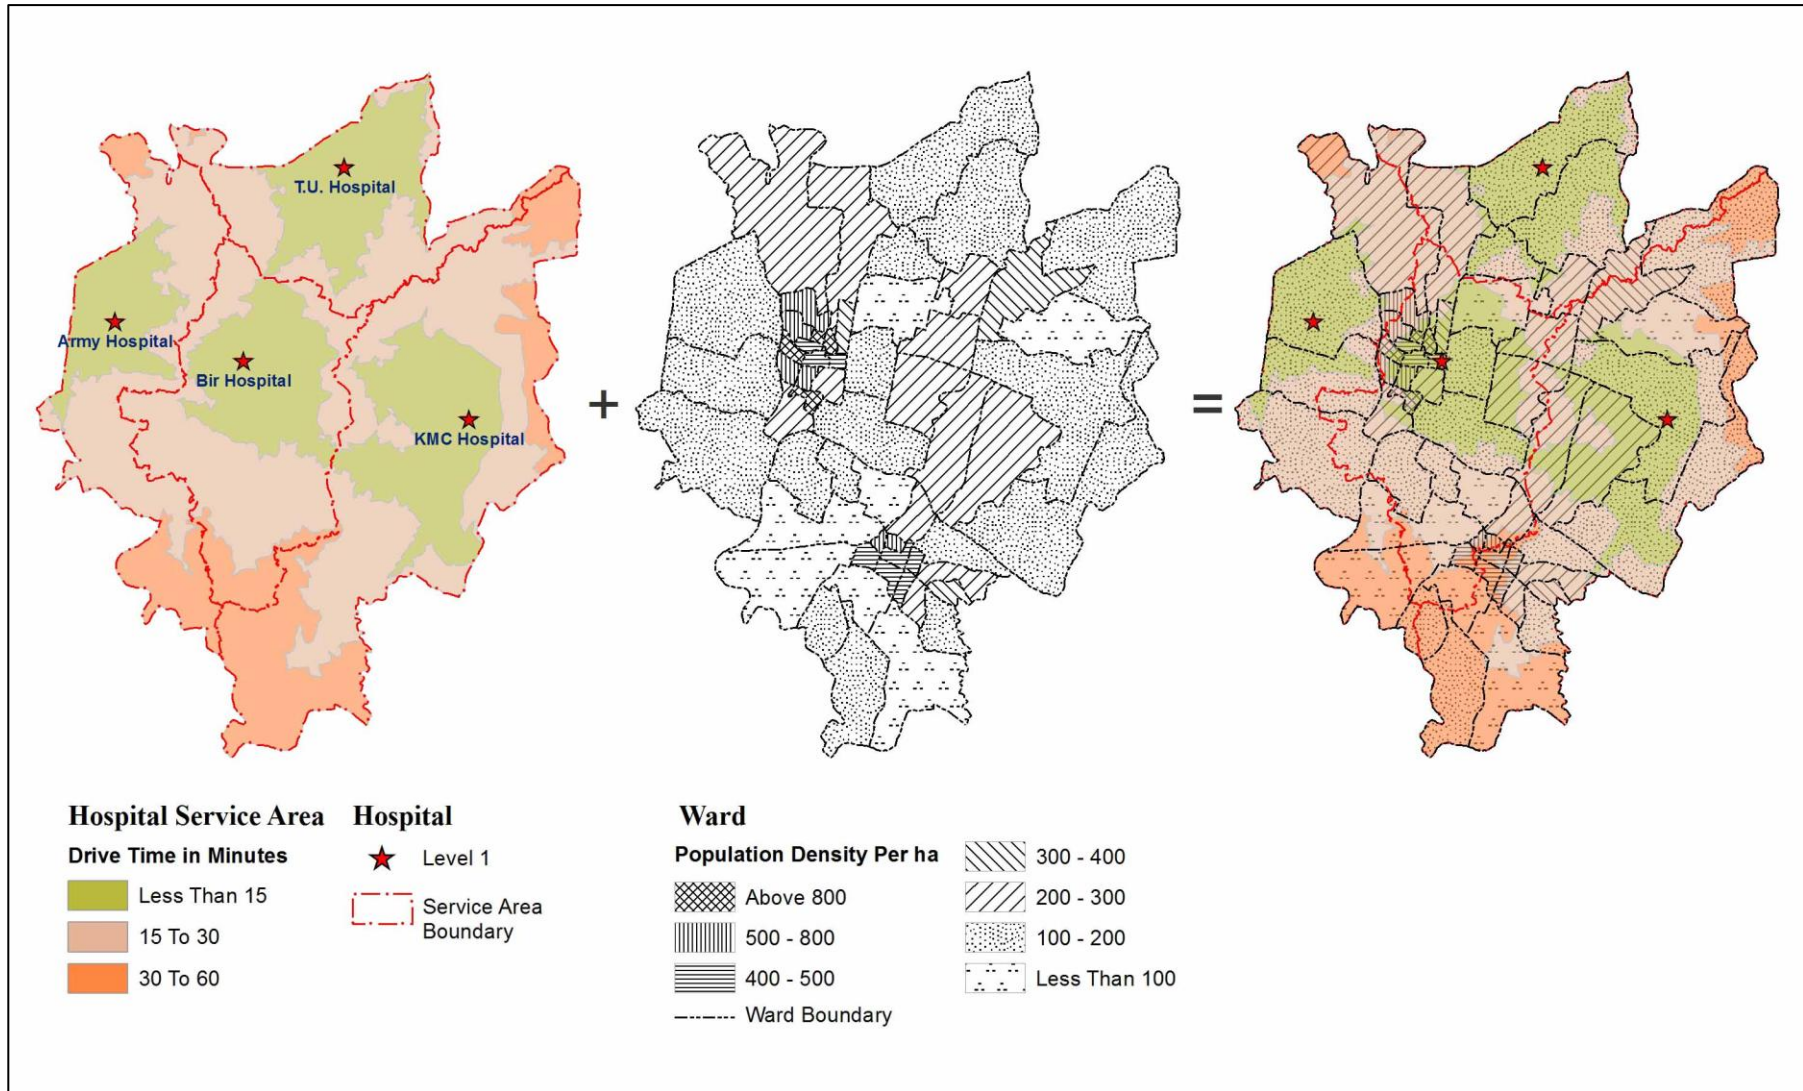 T.U. Hospital
Army Hospital
Bir Hospital
KMC Hospital
+
=
Hospital Service Area
Drive Time in Minutes
Less Than 15
15 To 30
30 To 60
Hospital
Level 1
Service Area
Boundary
Ward
Population Density Per ha
Above 800
500 - 800
400 - 500
Ward Boundary
300 - 400
200 - 300
100 - 200
Less Than 100